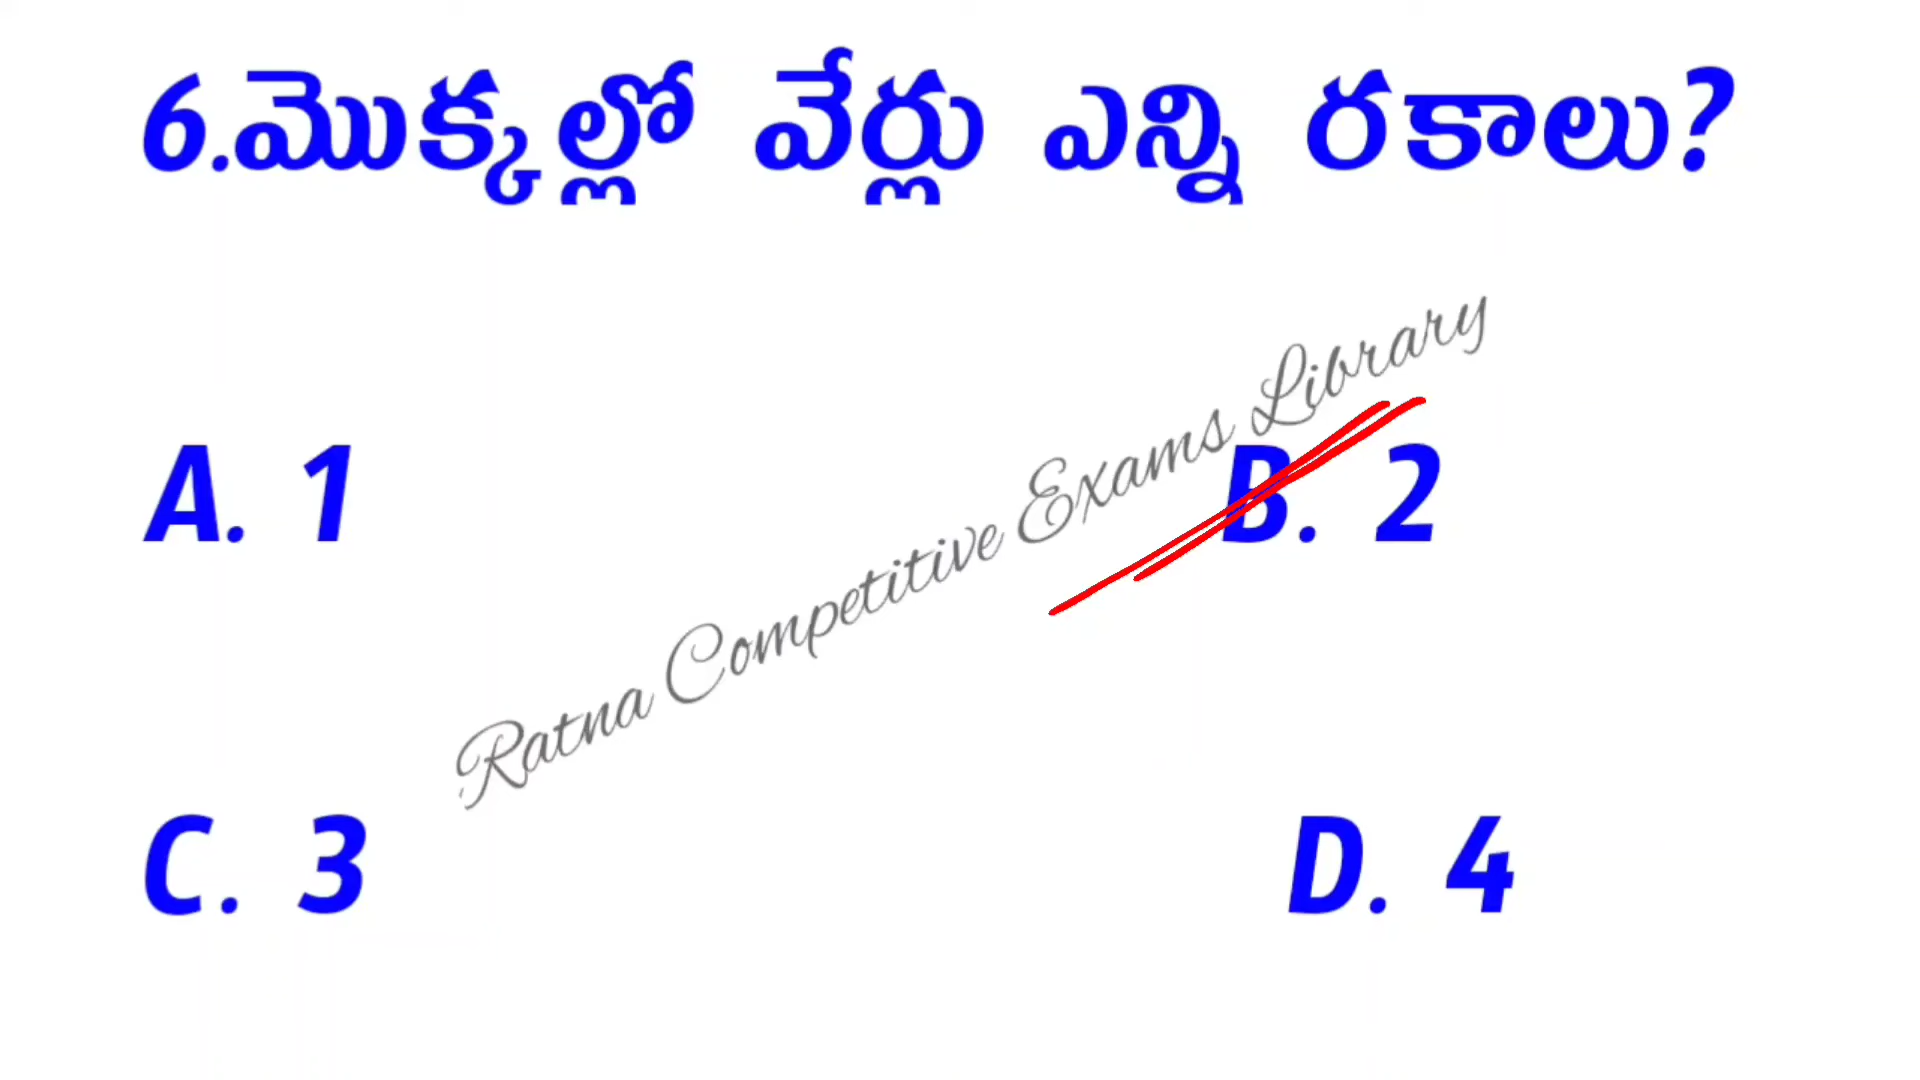 6.మొక్కల్లో వేర్లు ఎన్ని రకాలు?
A. 1
B. 2
Ratna Competitive Exams Library
C. 3
D. 4